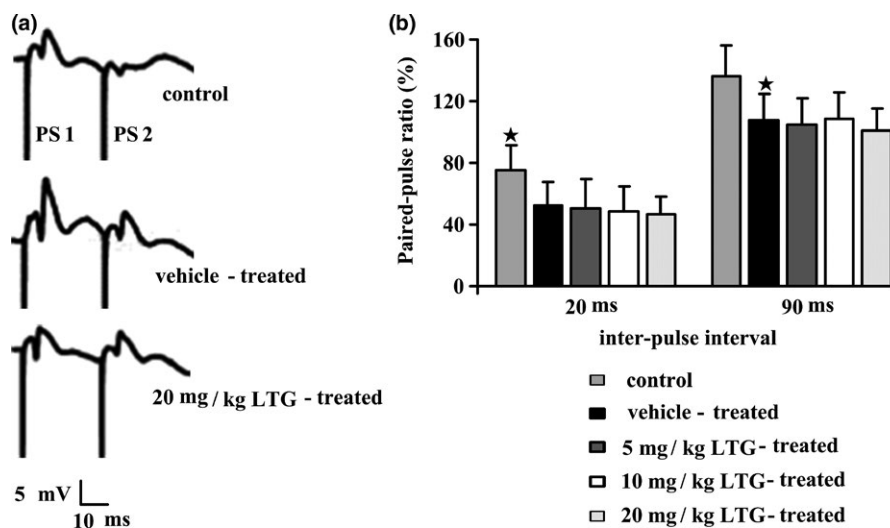 (a)
control
PS 1 PS 2
vehicle - treated
20 mg / kg LTG - treated
5 mV
10 ms
(b)
Paired-pulse ratio (%)
160
120
80
40
0
★
★
20 ms 90 ms
inter-pulse interval
control
vehicle - treated
5 mg / kg LTG- treated
10 mg / kg LTG- treated
20 mg / kg LTG- treated